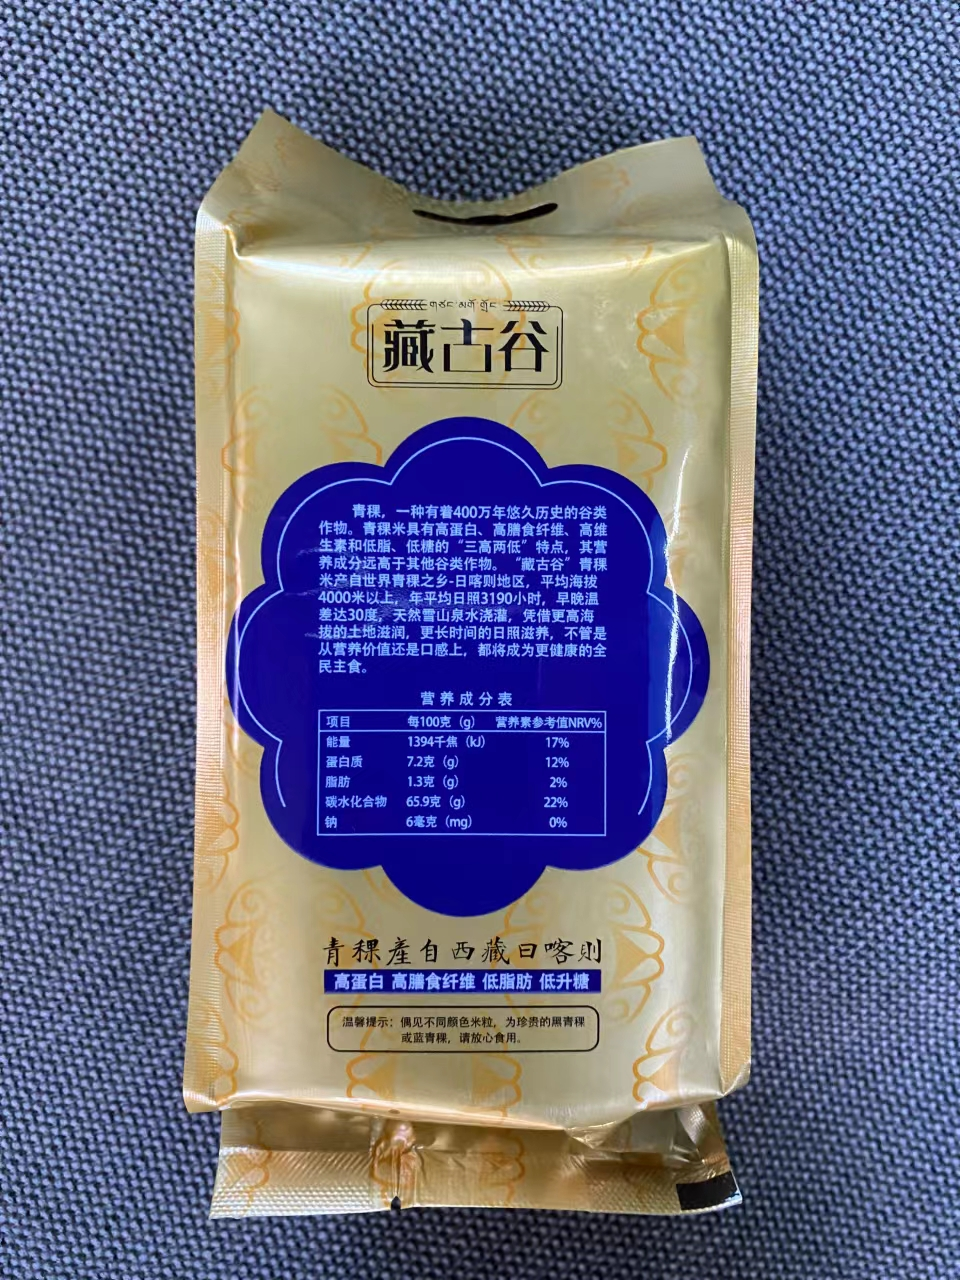 གཙང་མགོ་གྲོང
藏古谷
青稞，一种有着400万年悠久历史的谷类
作物。青稞米具有高蛋白、高膳食纤维、高维
生素和低脂、低糖的“三高两低”特点，其营
养成分远高于其他谷类作物。“藏古谷”青稞
米产自世界青稞之乡-日喀则地区，平均海拔
4000米以上，年平均日照3190小时，早晚温
差达30度，天然雪山泉水浇灌，凭借更高海
拔的土地滋润，更长时间的日照滋养，不管是
从营养价值还是口感上，都将成为更健康的全
民主食。
营养成分表
项目 每100克（g） 营养素参考值NRV%
能量 1394千焦（kJ） 17%
蛋白质 7.2克（g） 12%
脂肪 1.3克（g） 2%
碳水化合物 65.9克（g） 22%
钠 6毫克（mg） 0%
青稞產自西藏日喀則
高蛋白 高膳食纤维 低脂肪 低升糖
温馨提示：偶见不同颜色米粒，为珍贵的黑青稞
或蓝青稞，请放心食用。